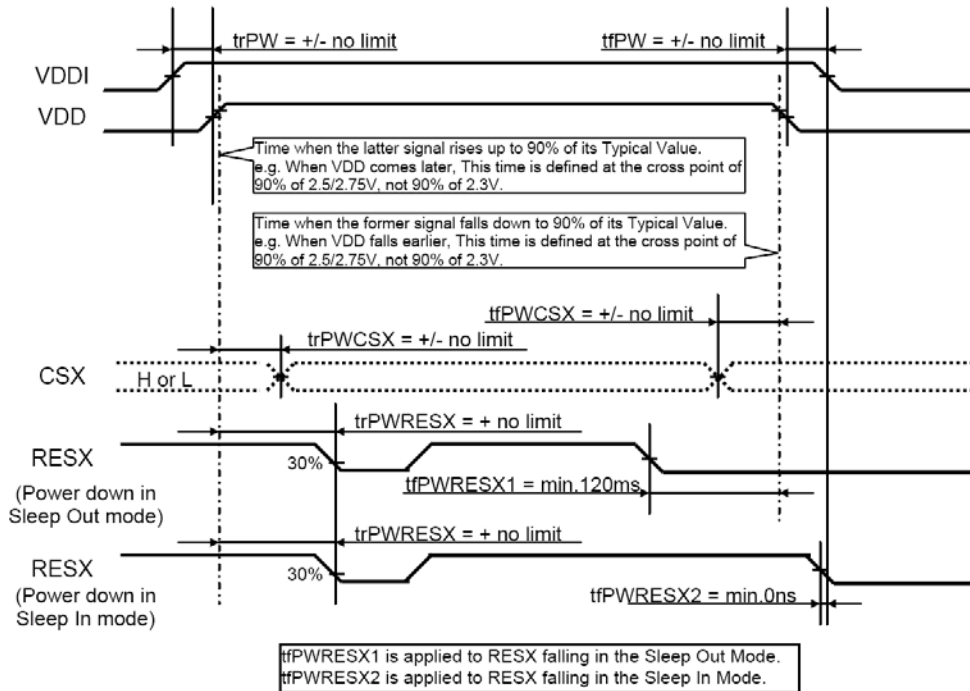 trPW = +/- no limit
tfPW = +/- no limit
VDDI
VDD
Time when the latter signal rises up to 90% of its Typical Value.
e.g. When VDD comes later, This time is defined at the cross point of
90% of 2.5/2.75V, not 90% of 2.3V.
Time when the former signal falls down to 90% of its Typical Value.
e.g. When VDD falls earlier, This time is defined at the cross point of
90% of 2.5/2.75V, not 90% of 2.3V.
tfPWCSX = +/- no limit
trPWCSX = +/- no limit
CSX
H or L
trPWRESX = + no limit
RESX
30%
(Power down in
Sleep Out mode)
tfPWRESX1 = min.120ms
trPWRESX = + no limit
RESX
30%
(Power down in
Sleep In mode)
tfPWRESX2 = min.0ns
tfPWRESX1 is applied to RESX falling in the Sleep Out Mode.
tfPWRESX2 is applied to RESX falling in the Sleep In Mode.